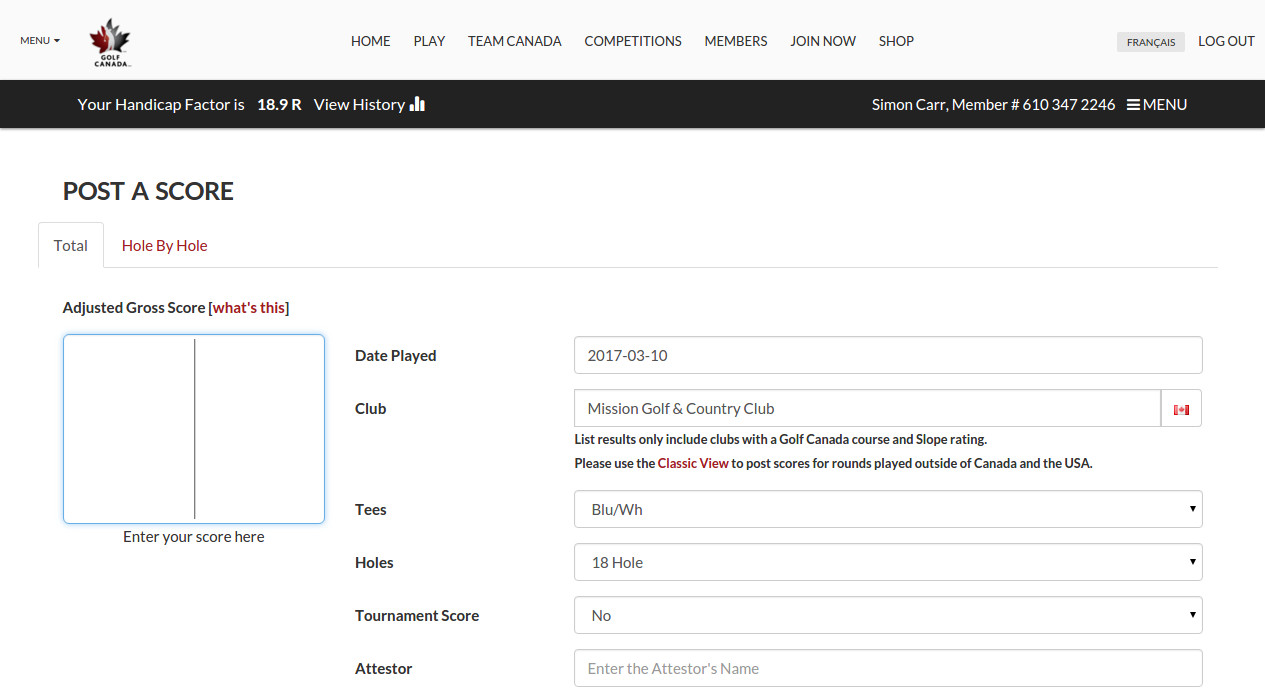 MENU
GOLF
CANADA
HOME PLAY TEAM CANADA COMPETITIONS MEMBERS JOIN NOW SHOP
FRANÇAIS LOG OUT
Your Handicap Factor is 18.9 R View History
Simon Carr, Member # 610 347 2246 MENU
POST A SCORE
Total Hole By Hole
Adjusted Gross Score [what's this]
Enter your score here
Date Played 2017-03-10
Club Mission Golf & Country Club
List results only include clubs with a Golf Canada course and Slope rating.
Please use the Classic View to post scores for rounds played outside of Canada and the USA.
Tees Blu/Wh
Holes 18 Hole
Tournament Score No
Attestor Enter the Attestor's Name